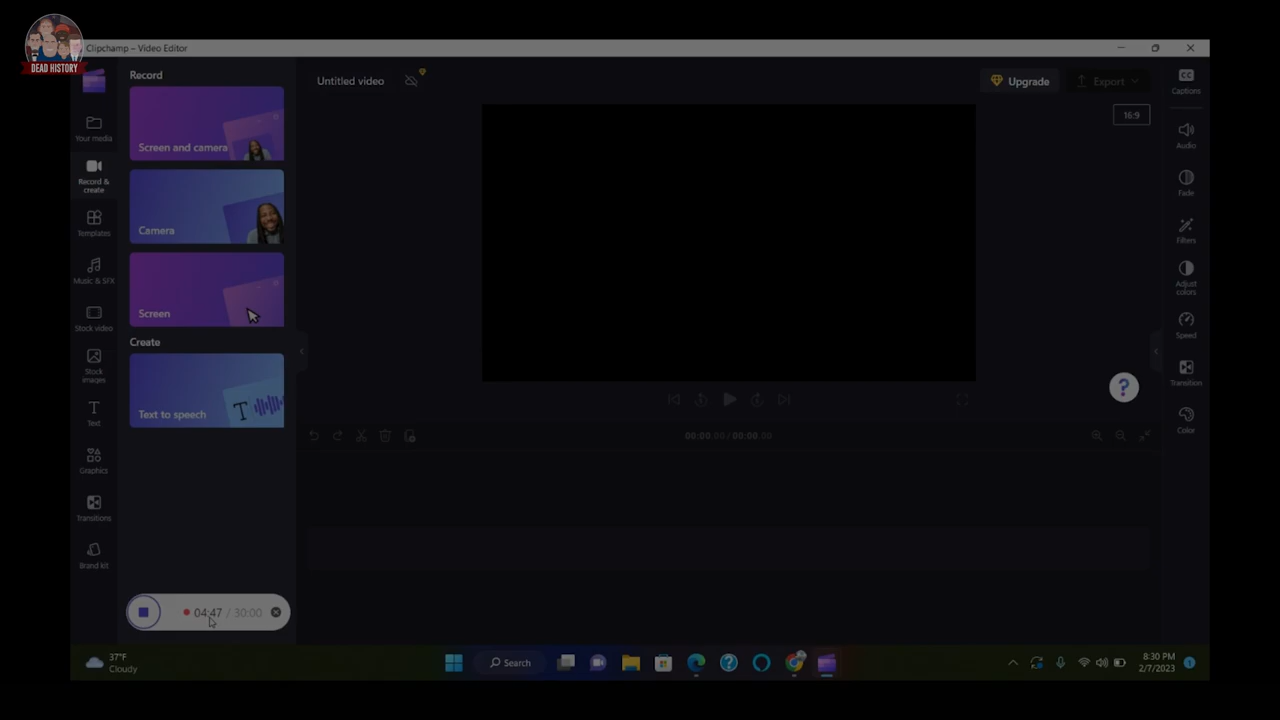 DEAD HISTORY
Clipchamp – Video Editor
Record
Untitled video
Upgrade
Export
Captions
16:9
Your media
Screen and camera
Audio
Record &
create
Fade
Templates
Camera
Filters
Music & SFX
Adjust
colors
Stock video
Screen
Speed
Create
Stock
images
Transition
?
Text
T
Text to speech
Color
00:00.00 / 00:00.00
Graphics
Transitions
Brand kit
04:47 / 30:00
37°F
Cloudy
Search
8:30 PM
2/7/2023
1